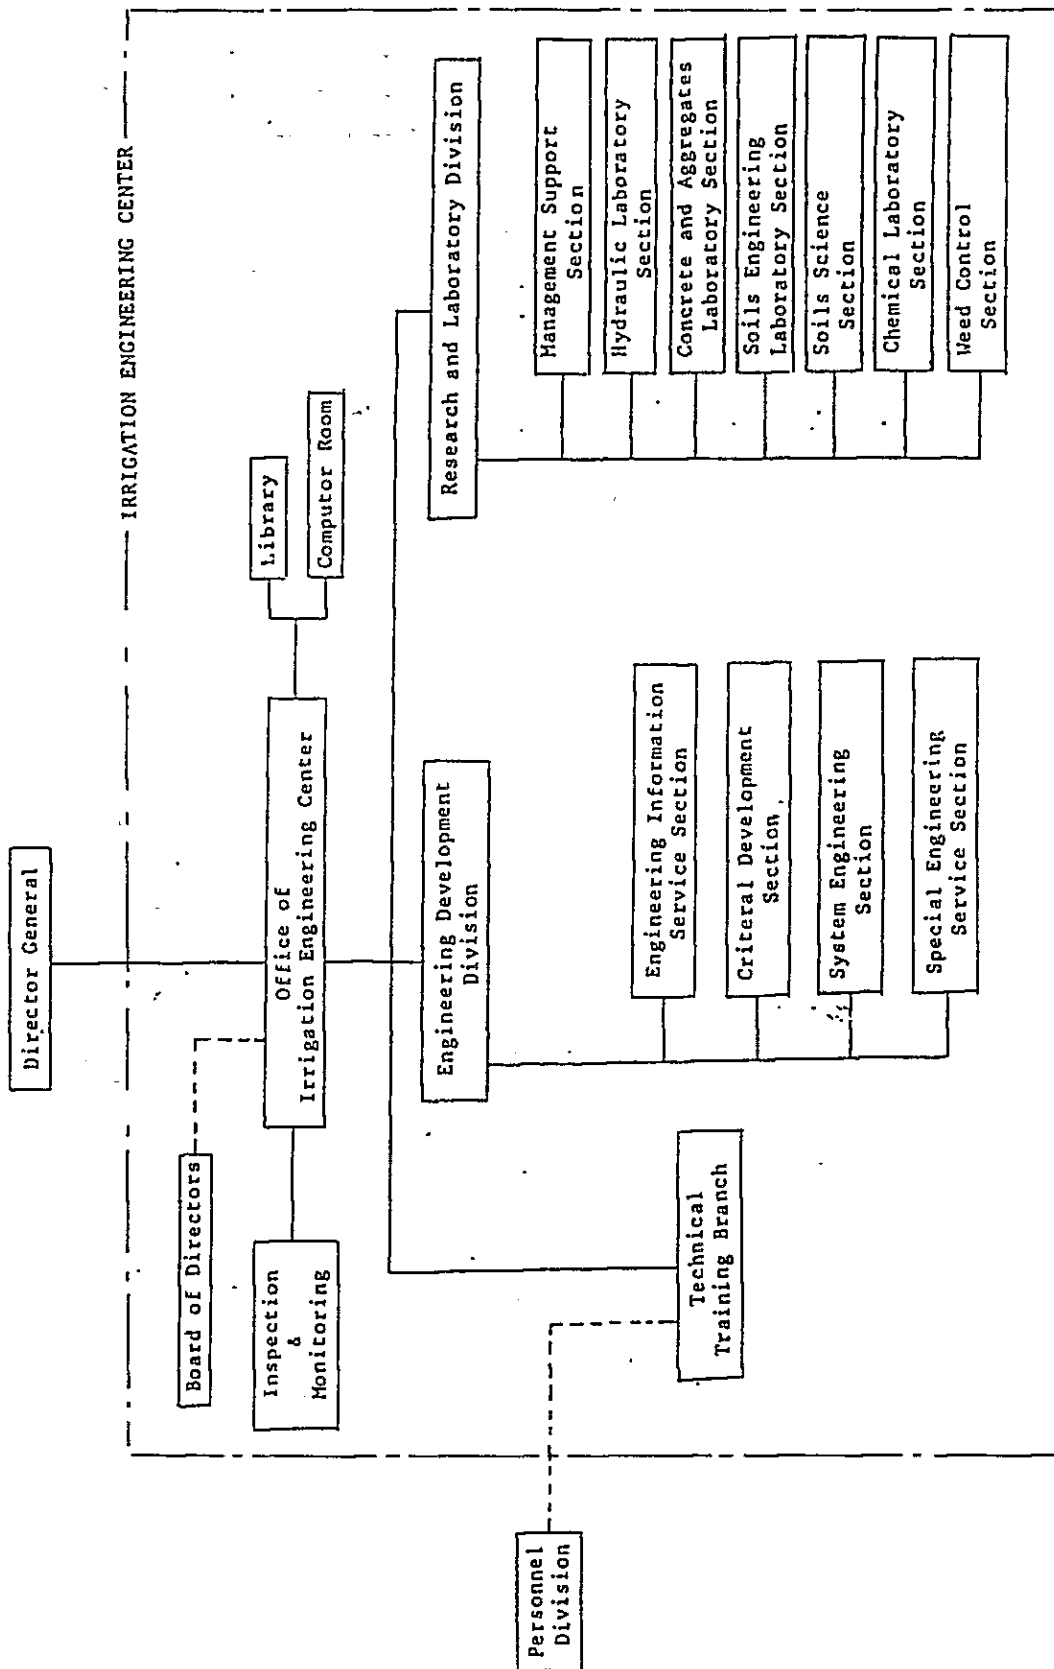 Director General
IRRIGATION ENGINEERING CENTER
Board of Directors
Inspection
&
Monitoring
Office of
Irrigation Engineering Center
Library
Computor Room
Personnel
Division
Technical
Training Branch
Engineering Development
Division
Engineering Information
Service Section
Criteral Development
Section
System Engineering
Section
Special Engineering
Service Section
Research and Laboratory Division
Management Support
Section
Hydraulic Laboratory
Section
Concrete and Aggregates
Laboratory Section
Soils Engineering
Laboratory Section
Soils Science
Section
Chemical Laboratory
Section
Weed Control
Section